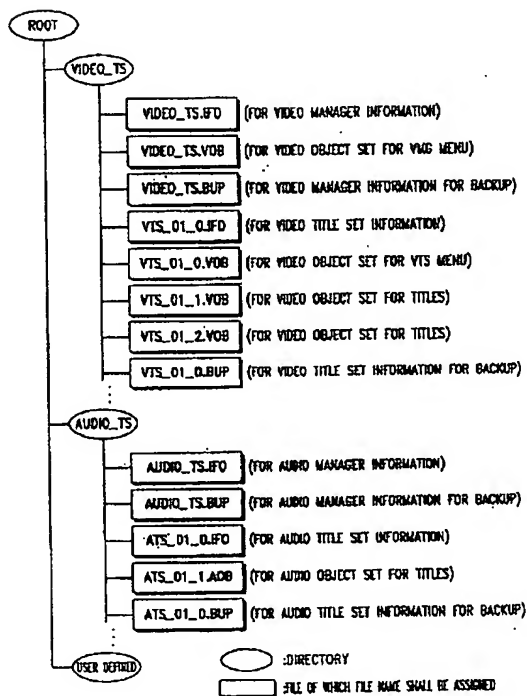 ROOT
VIDEO_TS
VIDEO_TS.IFO (FOR VIDEO MANAGER INFORMATION)
VIDEO_TS.VOB (FOR VIDEO OBJECT SET FOR VMG MENU)
VIDEO_TS.BUP (FOR VIDEO MANAGER INFORMATION FOR BACKUP)
VTS_01_0.IFO (FOR VIDEO TITLE SET INFORMATION)
VTS_01_0.VOB (FOR VIDEO OBJECT SET FOR VTS MENU)
VTS_01_1.VOB (FOR VIDEO OBJECT SET FOR TITLES)
VTS_01_2.VOB (FOR VIDEO OBJECT SET FOR TITLES)
VTS_01_0.BUP (FOR VIDEO TITLE SET INFORMATION FOR BACKUP)
AUDIO_TS
AUDIO_TS.IFO (FOR AUDIO MANAGER INFORMATION)
AUDIO_TS.BUP (FOR AUDIO MANAGER INFORMATION FOR BACKUP)
ATS_01_0.IFO (FOR AUDIO TITLE SET INFORMATION)
ATS_01_1.AOB (FOR AUDIO OBJECT SET FOR TITLES)
ATS_01_0.BUP (FOR AUDIO TITLE SET INFORMATION FOR BACKUP)
USER DEFINED
:DIRECTORY
:FILE OF WHICH FILE NAME SHALL BE ASSIGNED